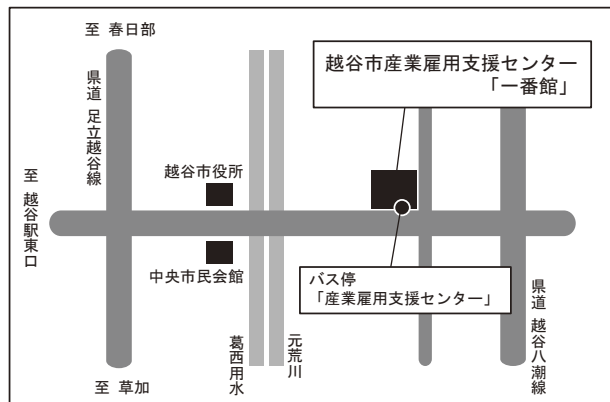 至 春日部
県道 足立越谷線
越谷市産業雇用支援センター
「一番館」
越谷市役所
至 越谷駅東口
中央市民会館
バス停
「産業雇用支援センター」
葛西用水
元荒川
県道 越谷八潮線
至 草加